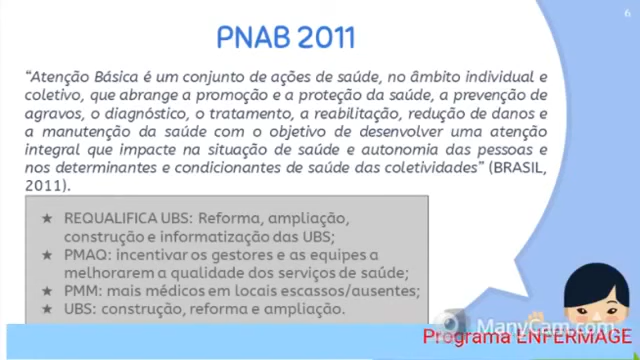 6
PNAB 2011
“Atenção Básica é um conjunto de ações de saúde, no âmbito individual e
coletivo, que abrange a promoção e a proteção da saúde, a prevenção de
agravos, o diagnóstico, o tratamento, a reabilitação, redução de danos e
a manutenção da saúde com o objetivo de desenvolver uma atenção
integral que impacte na situação de saúde e autonomia das pessoas e
nos determinantes e condicionantes de saúde das coletividades” (BRASIL,
2011).
★ REQUALIFICA UBS: Reforma, ampliação,
construção e informatização das UBS;
★ PMAQ: incentivar os gestores e as equipes a
melhorarem a qualidade dos serviços de saúde;
★ PMM: mais médicos em locais escassos/ausentes;
★ UBS: construção, reforma e ampliação.
ManyCam.com
Programa ENFERMAGE